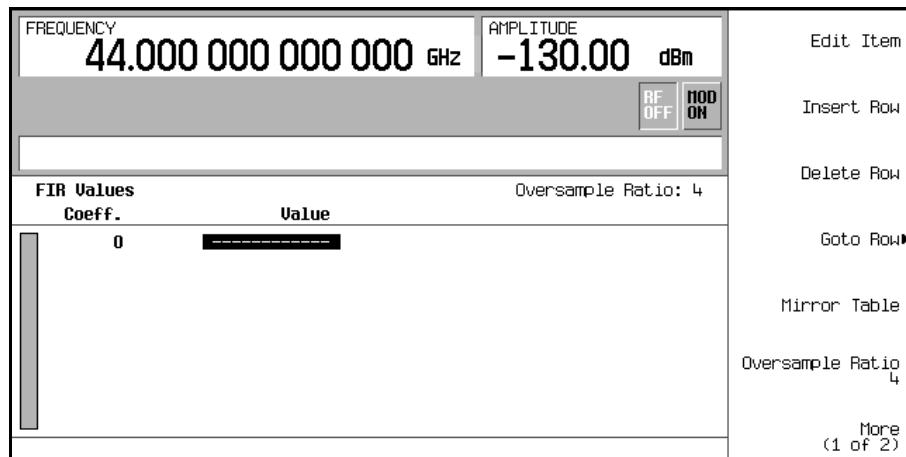 FREQUENCY
44.000 000 000 000 GHz
AMPLITUDE
-130.00 dBm
RF OFF
MOD ON
FIR Values
Oversample Ratio: 4
Coeff. Value
0 ------------
Edit Item
Insert Row
Delete Row
Goto Row
Mirror Table
Oversample Ratio
4
More
(1 of 2)